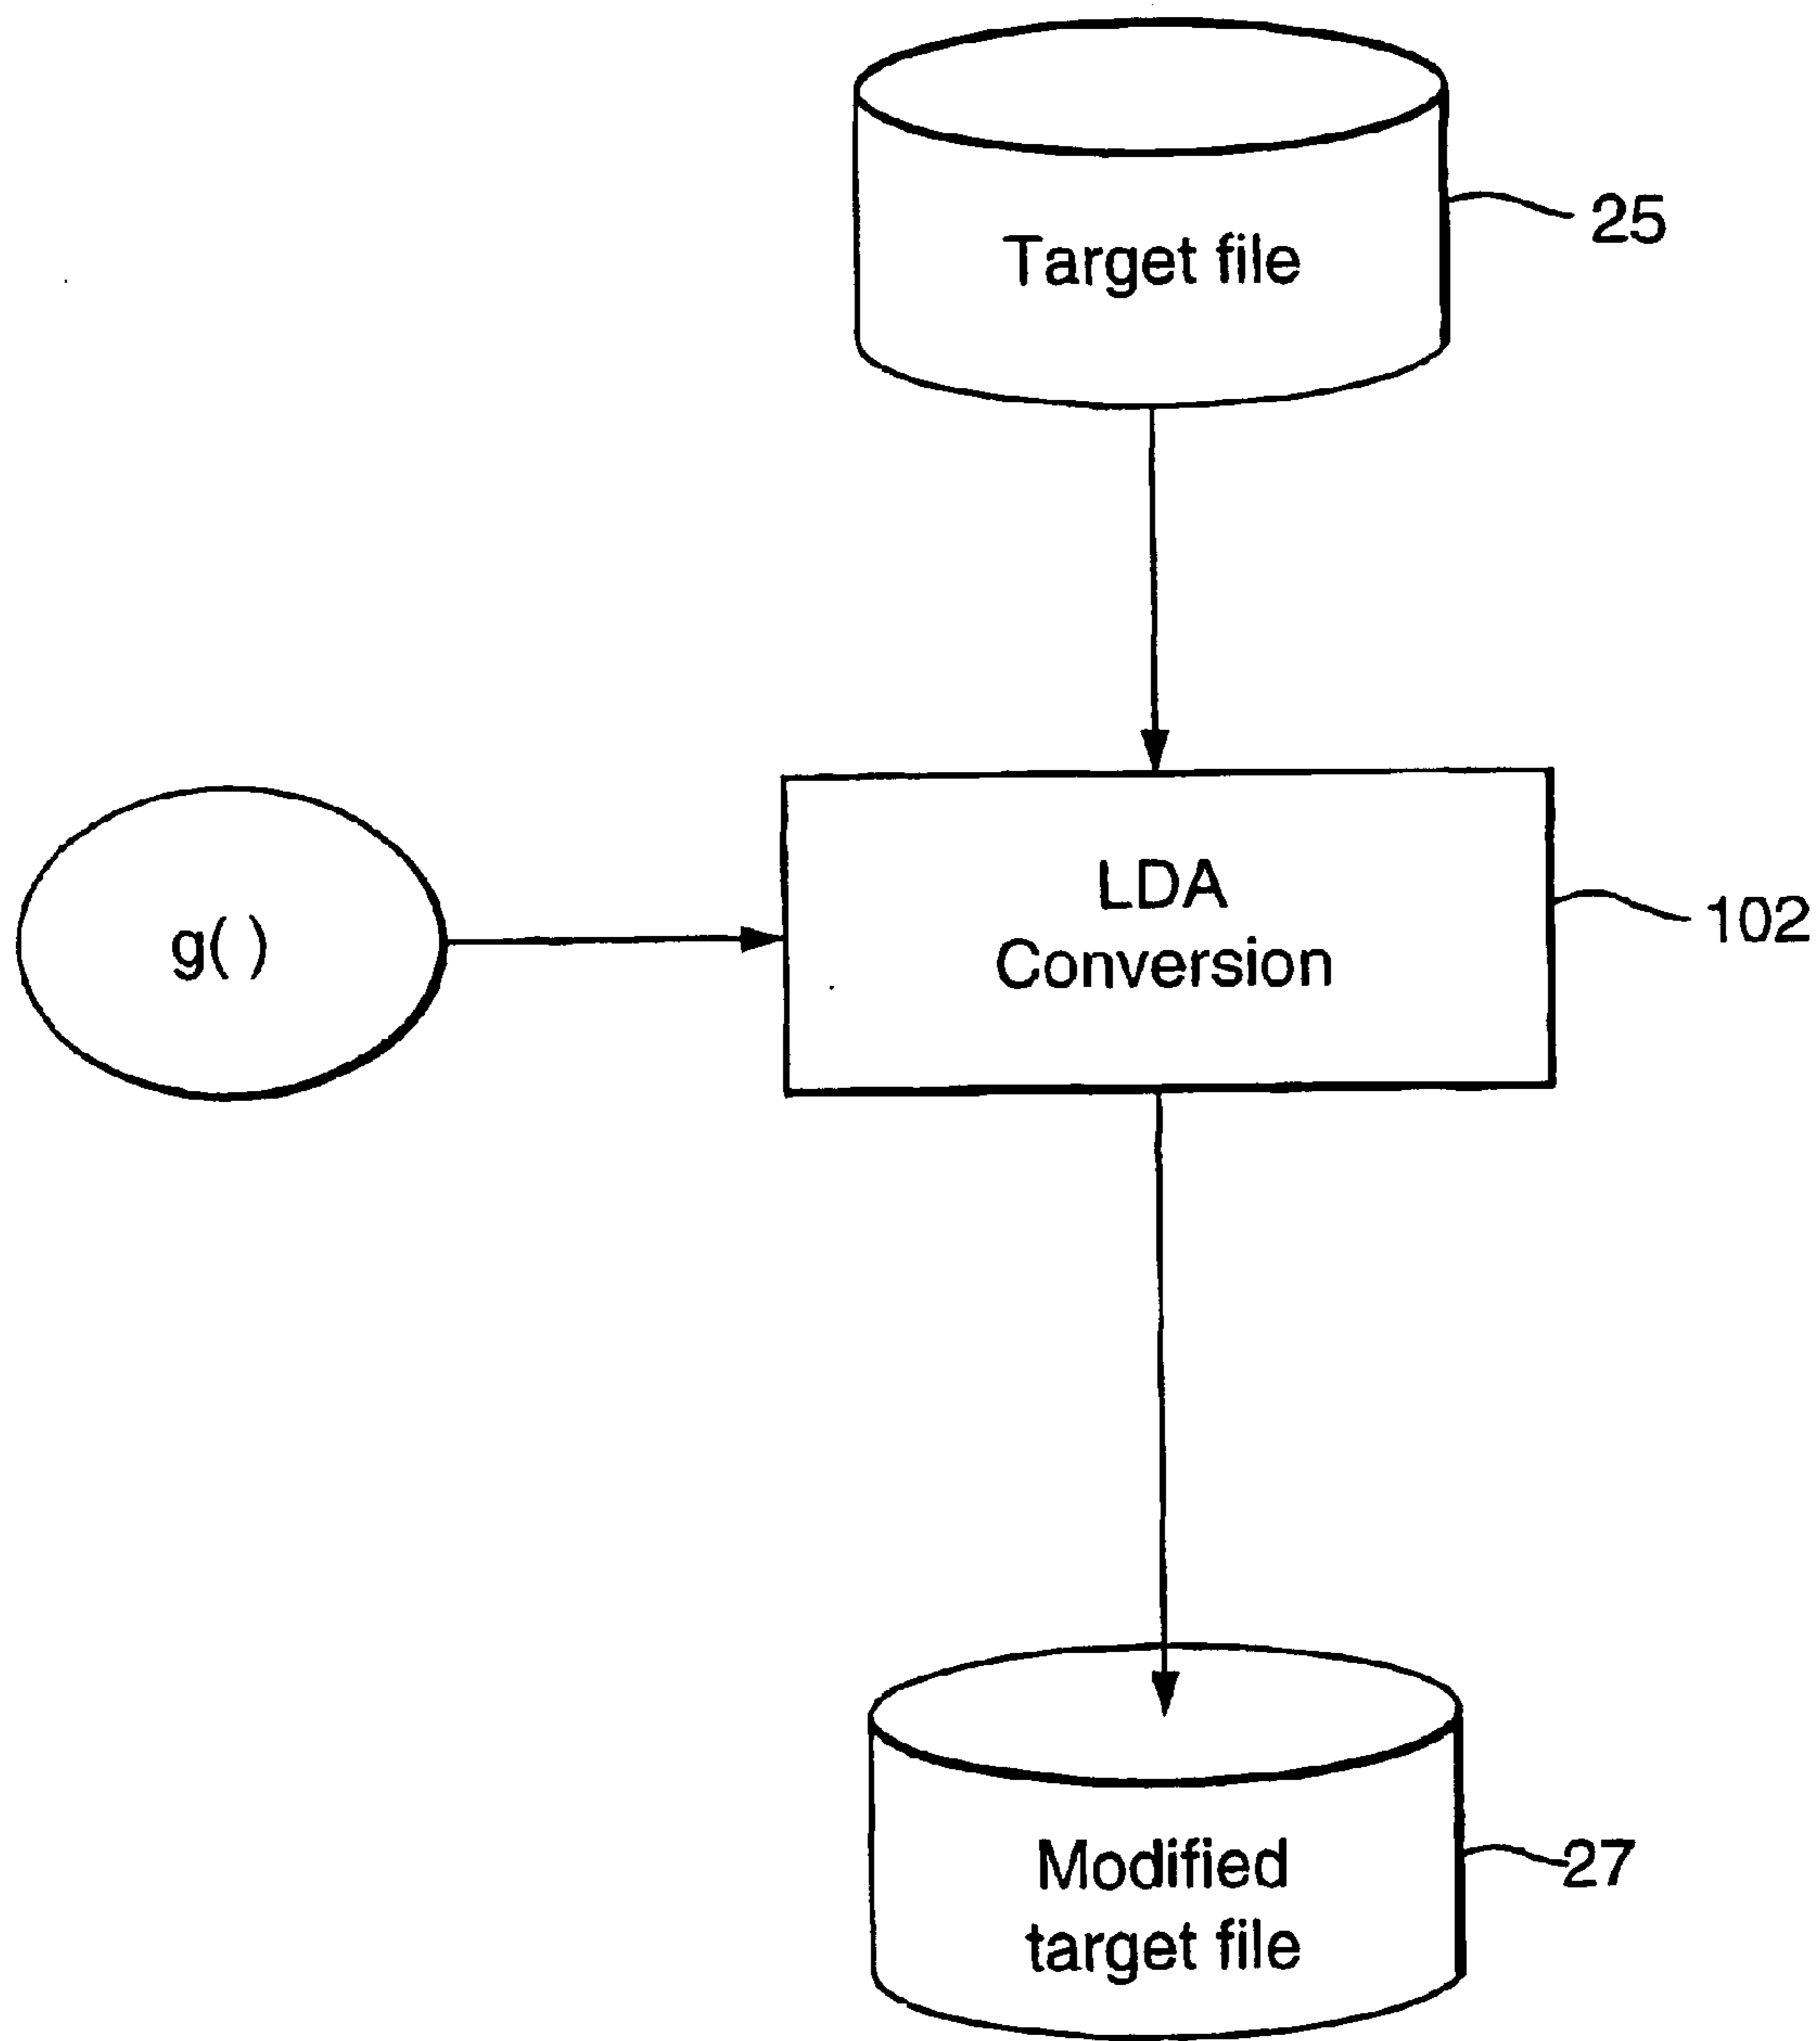 Target file
25
LDA
Conversion
102
g( )
Modified
target file
27